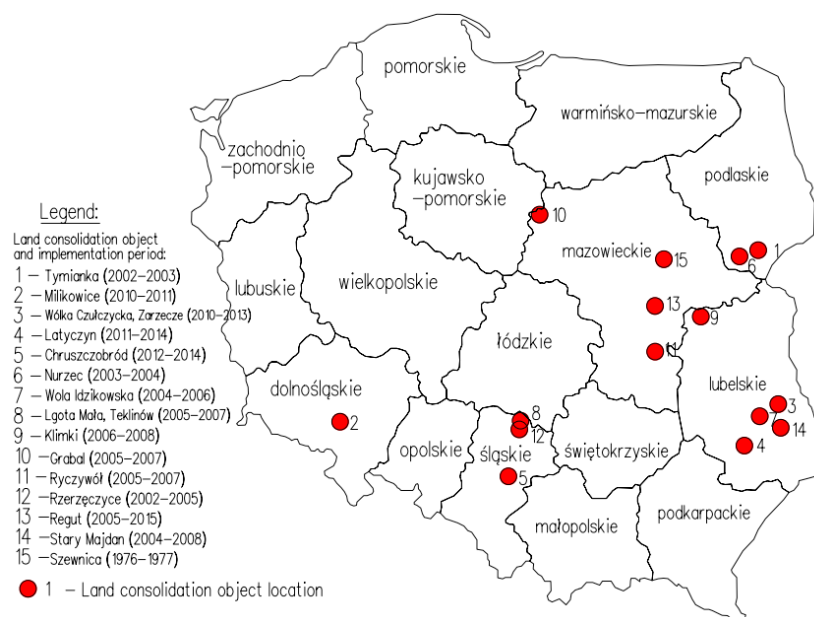 pomorskie
warmińsko-mazurskie
zachodnio
-pomorskie
kujawsko
-pomorskie
podlaskie
10
mazowieckie
1
6
15
Legend:
Land consolidation object
and implementation period:
1 – Tymianka (2002–2003)
2 – Milikowice (2010–2011)
3 – Wólka Czułczycka, Zarzecze (2010–2013)
4 – Latyczyn (2011–2014)
5 – Chruszczobród (2012–2014)
6 – Nurzec (2003–2004)
7 – Wola Idzikowska (2004–2006)
8 – Lgota Mała, Teklinów (2005–2007)
9 – Klimki (2006–2008)
10 – Grabal (2005–2007)
11 – Ryczywół (2005–2007)
12 – Rzerzęczyce (2002–2005)
13 – Regut (2005–2015)
14 – Stary Majdan (2004–2008)
15 –Szewnica (1976–1977)
1 – Land consolidation object location
lubuskie
wielkopolskie
13
9
łódzkie
11
dolnośląskie
lubelskie
2
8
12
3
7
14
4
opolskie
śląskie
5
świętokrzyskie
małopolskie
podkarpackie